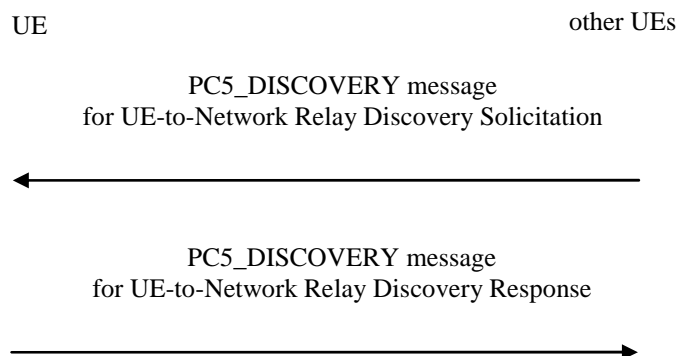 UE
other UEs
PC5_DISCOVERY message
for UE-to-Network Relay Discovery Solicitation
PC5_DISCOVERY message
for UE-to-Network Relay Discovery Response